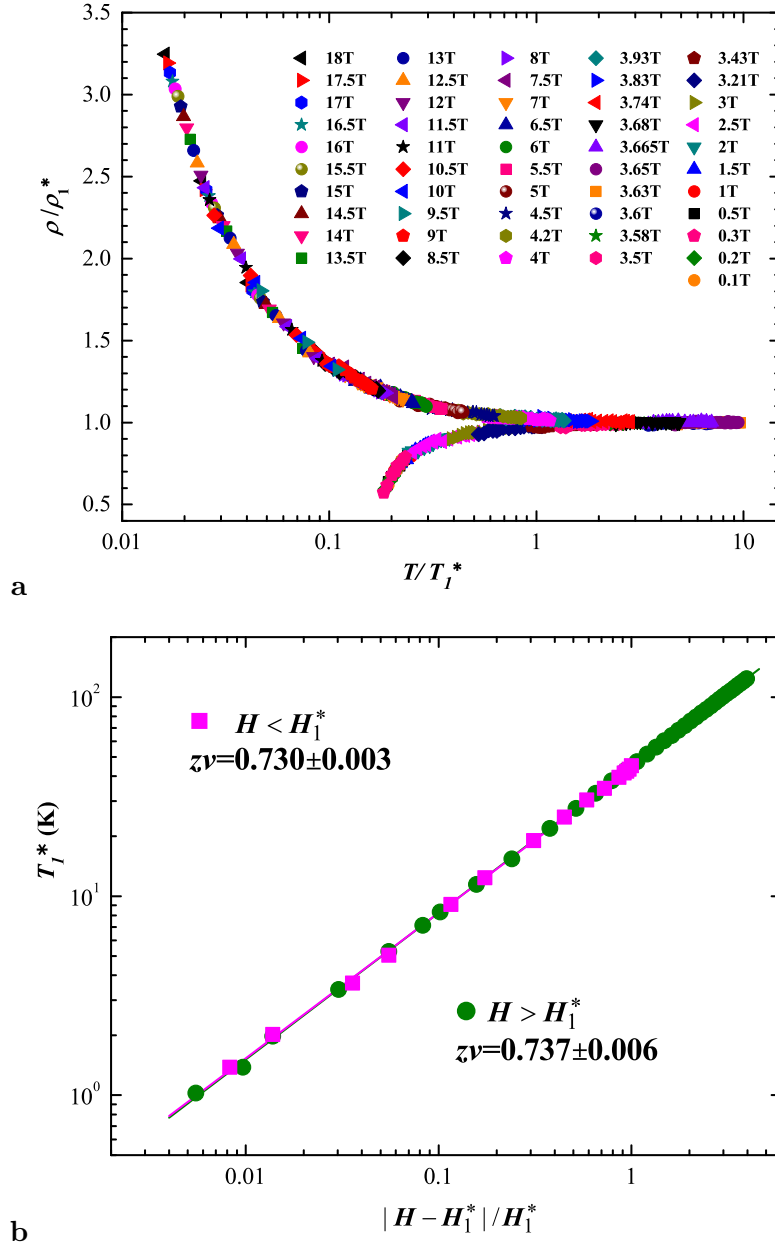 3.5
3.0
2.5
2.0
1.5
1.0
0.5
ρ/ρ₁*
18T 13T 8T 3.93T 3.43T
17.5T 12.5T 7.5T 3.83T 3.21T
17T 12T 7T 3.74T 3T
16.5T 11.5T 6.5T 3.68T 2.5T
16T 11T 6T 3.665T 2T
15.5T 10.5T 5.5T 3.65T 1.5T
15T 10T 5T 3.63T 1T
14.5T 9.5T 4.5T 3.6T 0.5T
14T 9T 4.2T 3.58T 0.3T
13.5T 8.5T 4T 3.5T 0.2T
0.1T
0.01 0.1 1 10
T/T₁*
a
10²
10¹
10⁰
T₁* (K)
H < H₁*
zν=0.730±0.003
H > H₁*
zν=0.737±0.006
0.01 0.1 1
|H − H₁*| / H₁*
b